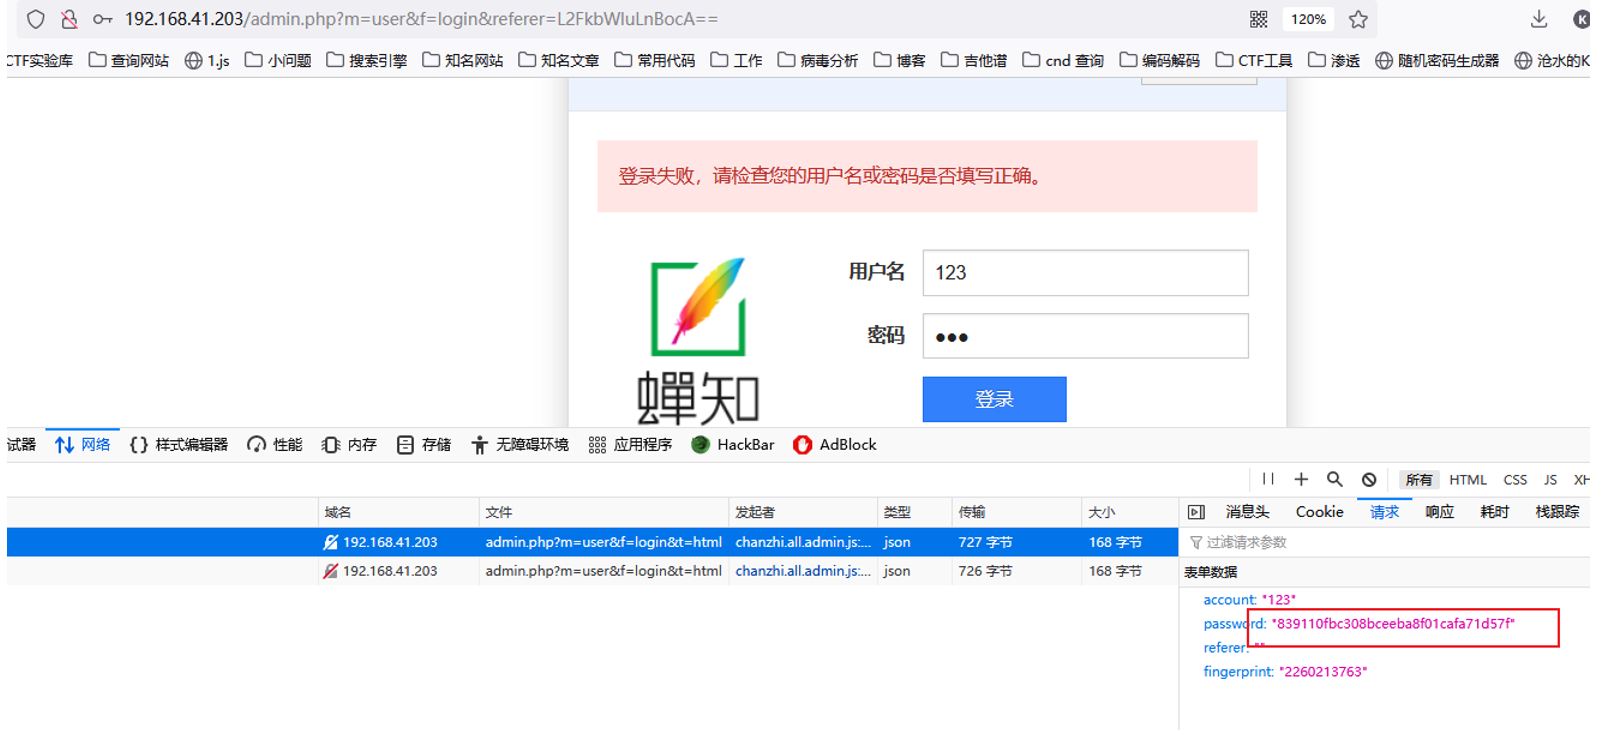 192.168.41.203/admin.php?m=user&f=login&referer=L2FkbWluLnBocA==
120%
K
CTF实验库 查询网站 1.js 小问题 搜索引擎 知名网站 知名文章 常用代码 工作 病毒分析 博客 吉他谱 cnd 查询 编码解码 CTF工具 渗透 随机密码生成器 沧水的K
登录失败，请检查您的用户名或密码是否填写正确。
用户名 123
密码 ●●●
登录
蟬知
试器 网络 样式编辑器 性能 内存 存储 无障碍环境 应用程序 HackBar AdBlock
所有 HTML CSS JS XH
域名 文件 发起者 类型 传输 大小 消息头 Cookie 请求 响应 耗时 栈跟踪
192.168.41.203 admin.php?m=user&f=login&t=html chanzhi.all.admin.js:... json 727 字节 168 字节
过滤请求参数
192.168.41.203 admin.php?m=user&f=login&t=html chanzhi.all.admin.js:... json 726 字节 168 字节
表单数据
account: "123"
password: "839110fbc308bceeba8f01cafa71d57f"
referer: ""
fingerprint: "2260213763"